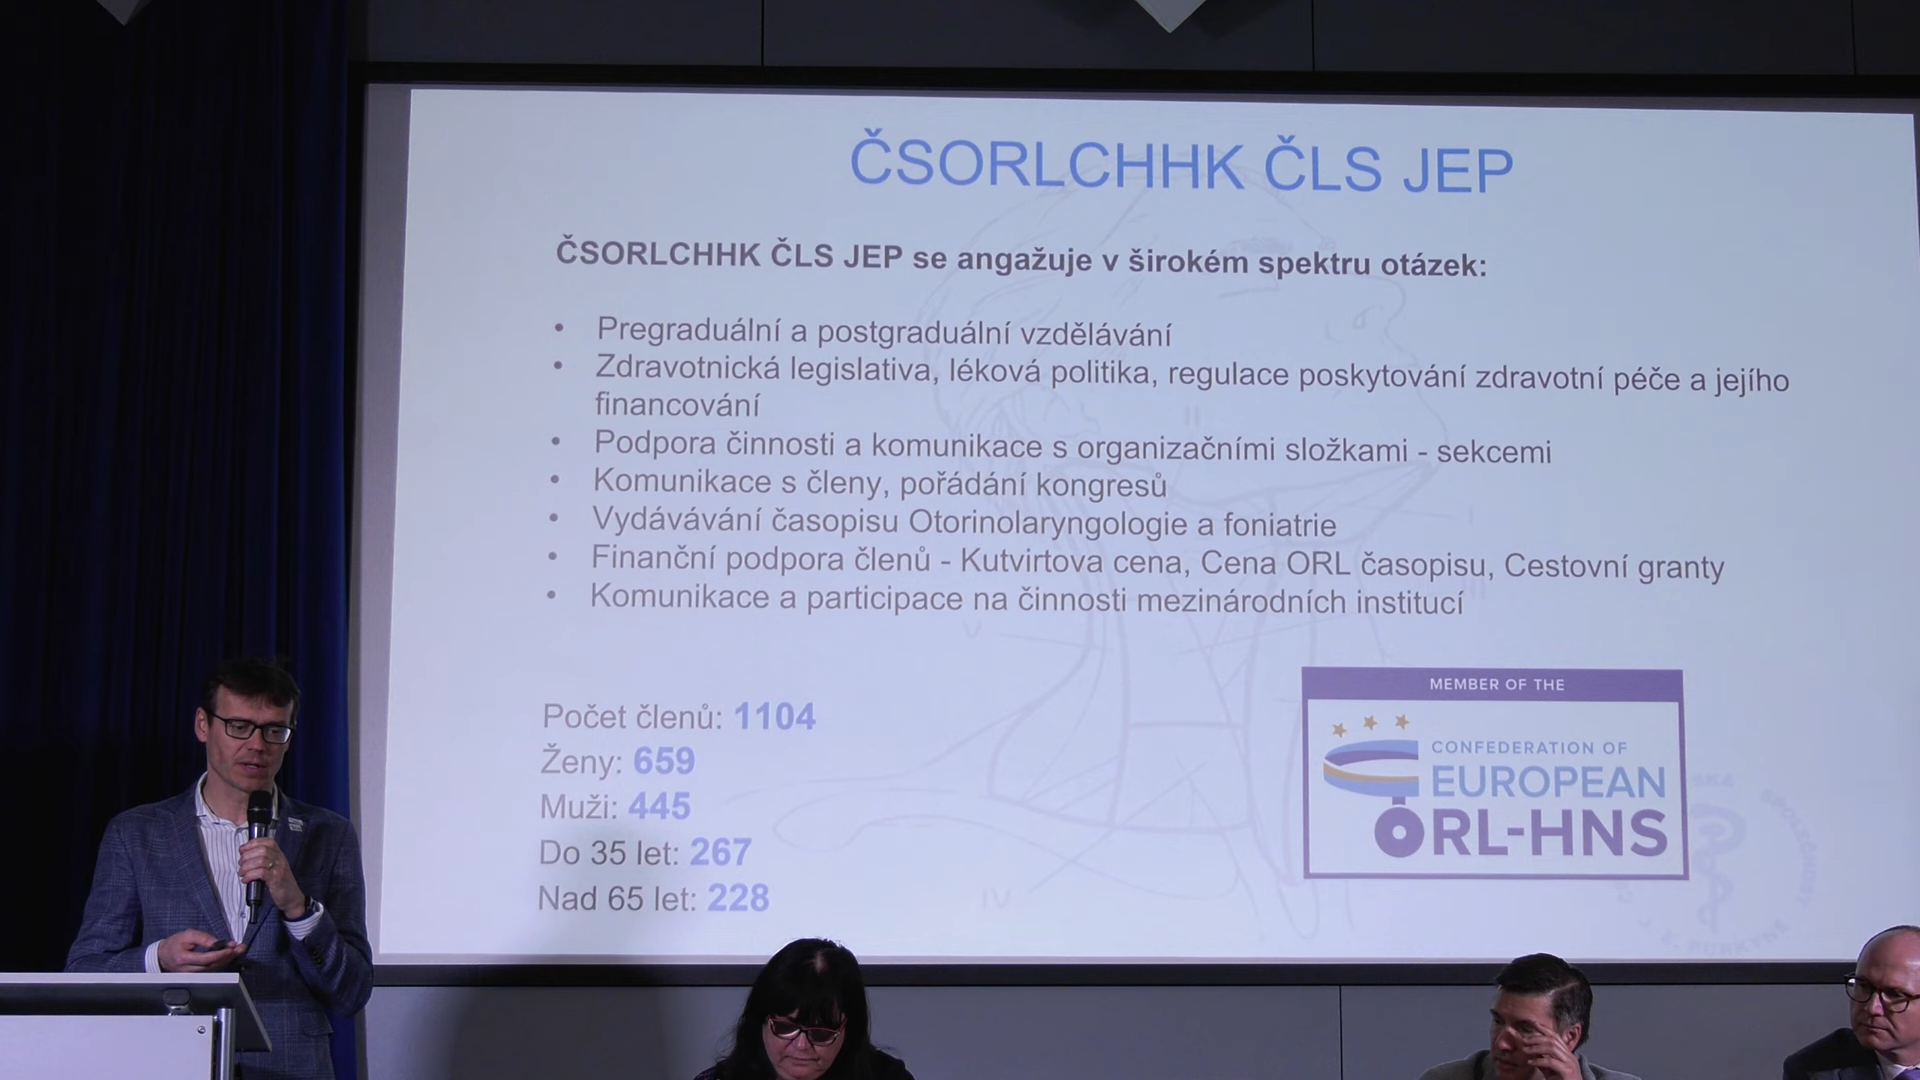 ČSORLCHHK ČLS JEP
ČSORLCHHK ČLS JEP se angažuje v širokém spektru otázek:
• Pregraduální a postgraduální vzdělávání
• Zdravotnická legislativa, léková politika, regulace poskytování zdravotní péče a jejího
financování
• Podpora činnosti a komunikace s organizačními složkami - sekcemi
• Komunikace s členy, pořádání kongresů
• Vydávávání časopisu Otorinolaryngologie a foniatrie
• Finanční podpora členů - Kutvirtova cena, Cena ORL časopisu, Cestovní granty
• Komunikace a participace na činnosti mezinárodních institucí
Počet členů: 1104
Ženy: 659
Muži: 445
Do 35 let: 267
Nad 65 let: 228
MEMBER OF THE
CONFEDERATION OF
EUROPEAN
ORL-HNS
II
I
V
IV